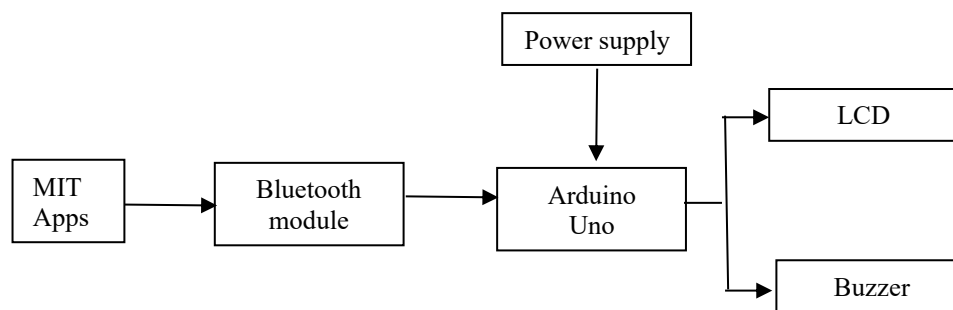 Power supply
LCD
MIT
Apps
Bluetooth
module
Arduino
Uno
Buzzer